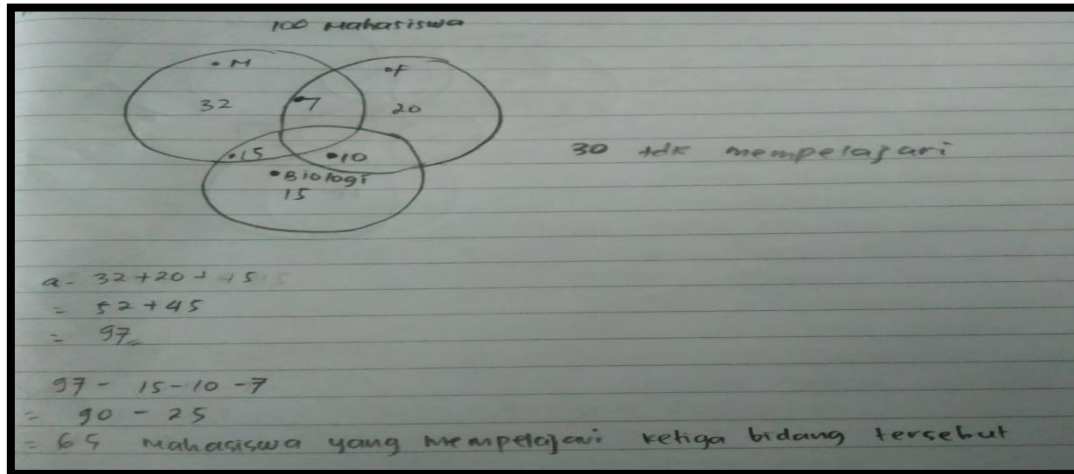 100 Mahasiswa
•M
•F
32
•7
20
•15
•10
•Biologi
15
30 tdk mempelajari
a- 32+20+45
= 52+45
= 97
97 - 15-10-7
= 90 - 25
= 65 Mahasiswa yang mempelajari ketiga bidang tersebut